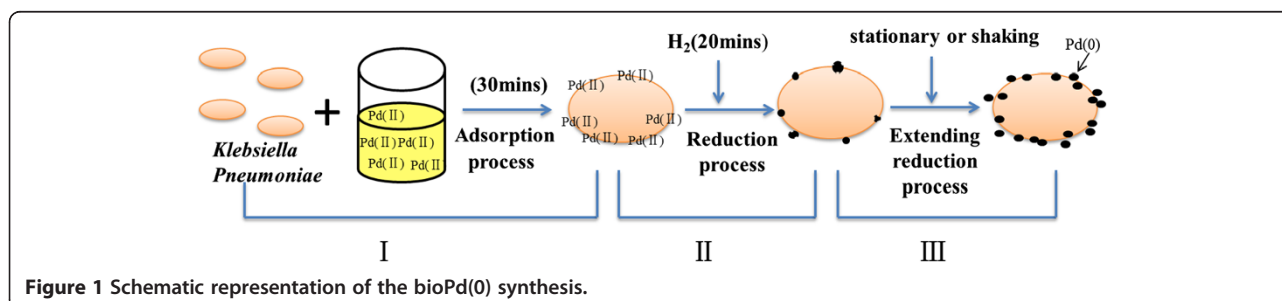 H₂(20mins)
stationary or shaking
Pd(0)
(30mins)
Pd(Ⅱ)
Pd(Ⅱ)
Pd(Ⅱ)
Pd(Ⅱ)
Pd(Ⅱ)
Pd(Ⅱ)
Pd(Ⅱ)
+
Pd(Ⅱ)
Pd(Ⅱ)Pd(Ⅱ)
Pd(Ⅱ) Pd(Ⅱ
Klebsiella
Pneumoniae
Adsorption
process
Reduction
process
Extending
reduction
process
Ⅰ
Ⅱ
Ⅲ
Figure 1 Schematic representation of the bioPd(0) synthesis.